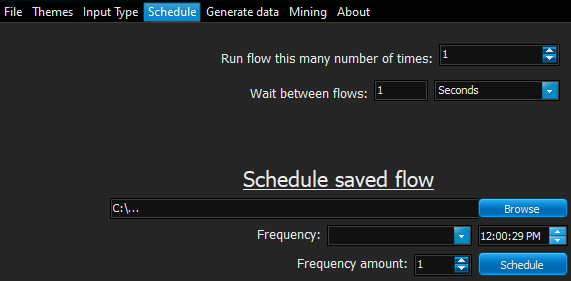 File Themes Input Type Schedule Generate data Mining About
Run flow this many number of times: 1
Wait between flows: 1 Seconds
Schedule saved flow
C:\... Browse
Frequency: 12:00:29 PM
Frequency amount: 1 Schedule